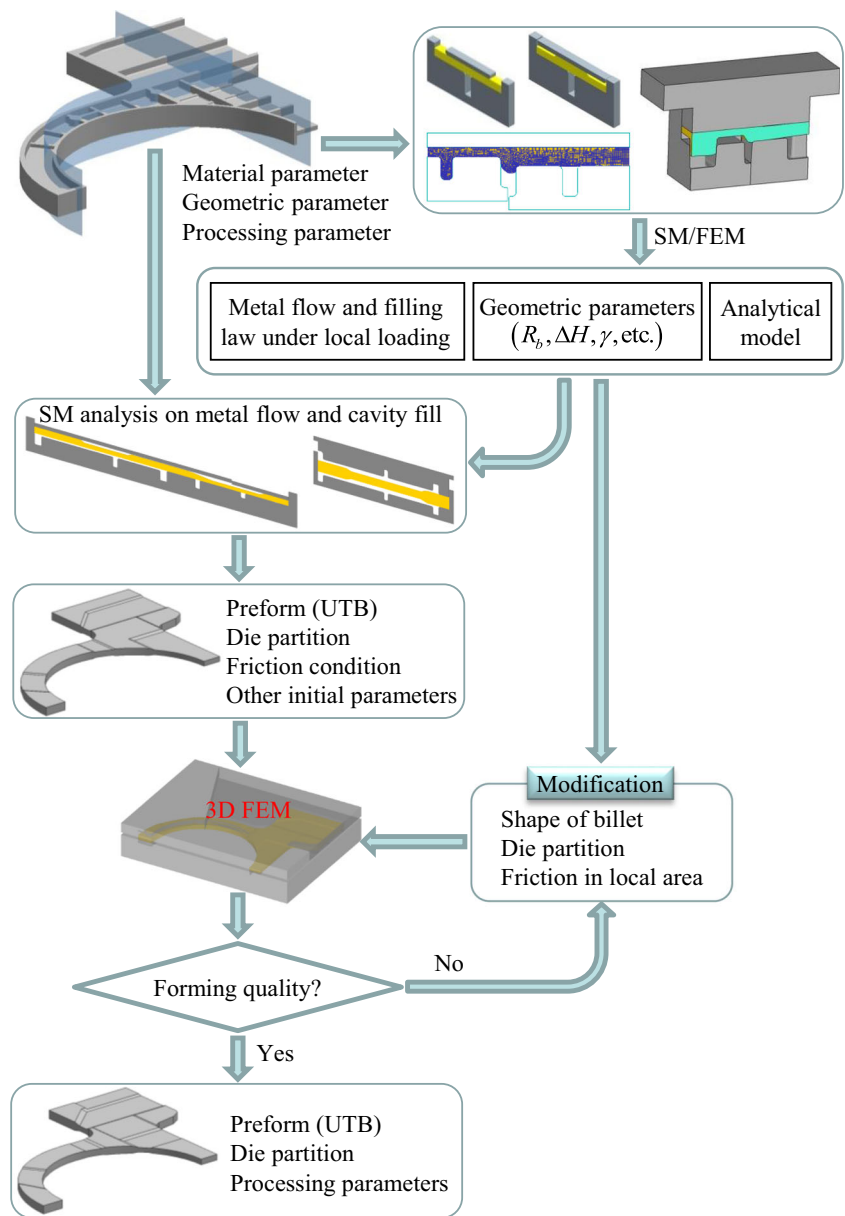 Material parameter
Geometric parameter
Processing parameter
SM/FEM
Metal flow and filling
law under local loading
Geometric parameters
(R_b, ΔH, γ, etc.)
Analytical
model
SM analysis on metal flow and cavity fill
Preform (UTB)
Die partition
Friction condition
Other initial parameters
3D FEM
Modification
Shape of billet
Die partition
Friction in local area
Forming quality?
No
Yes
Preform (UTB)
Die partition
Processing parameters